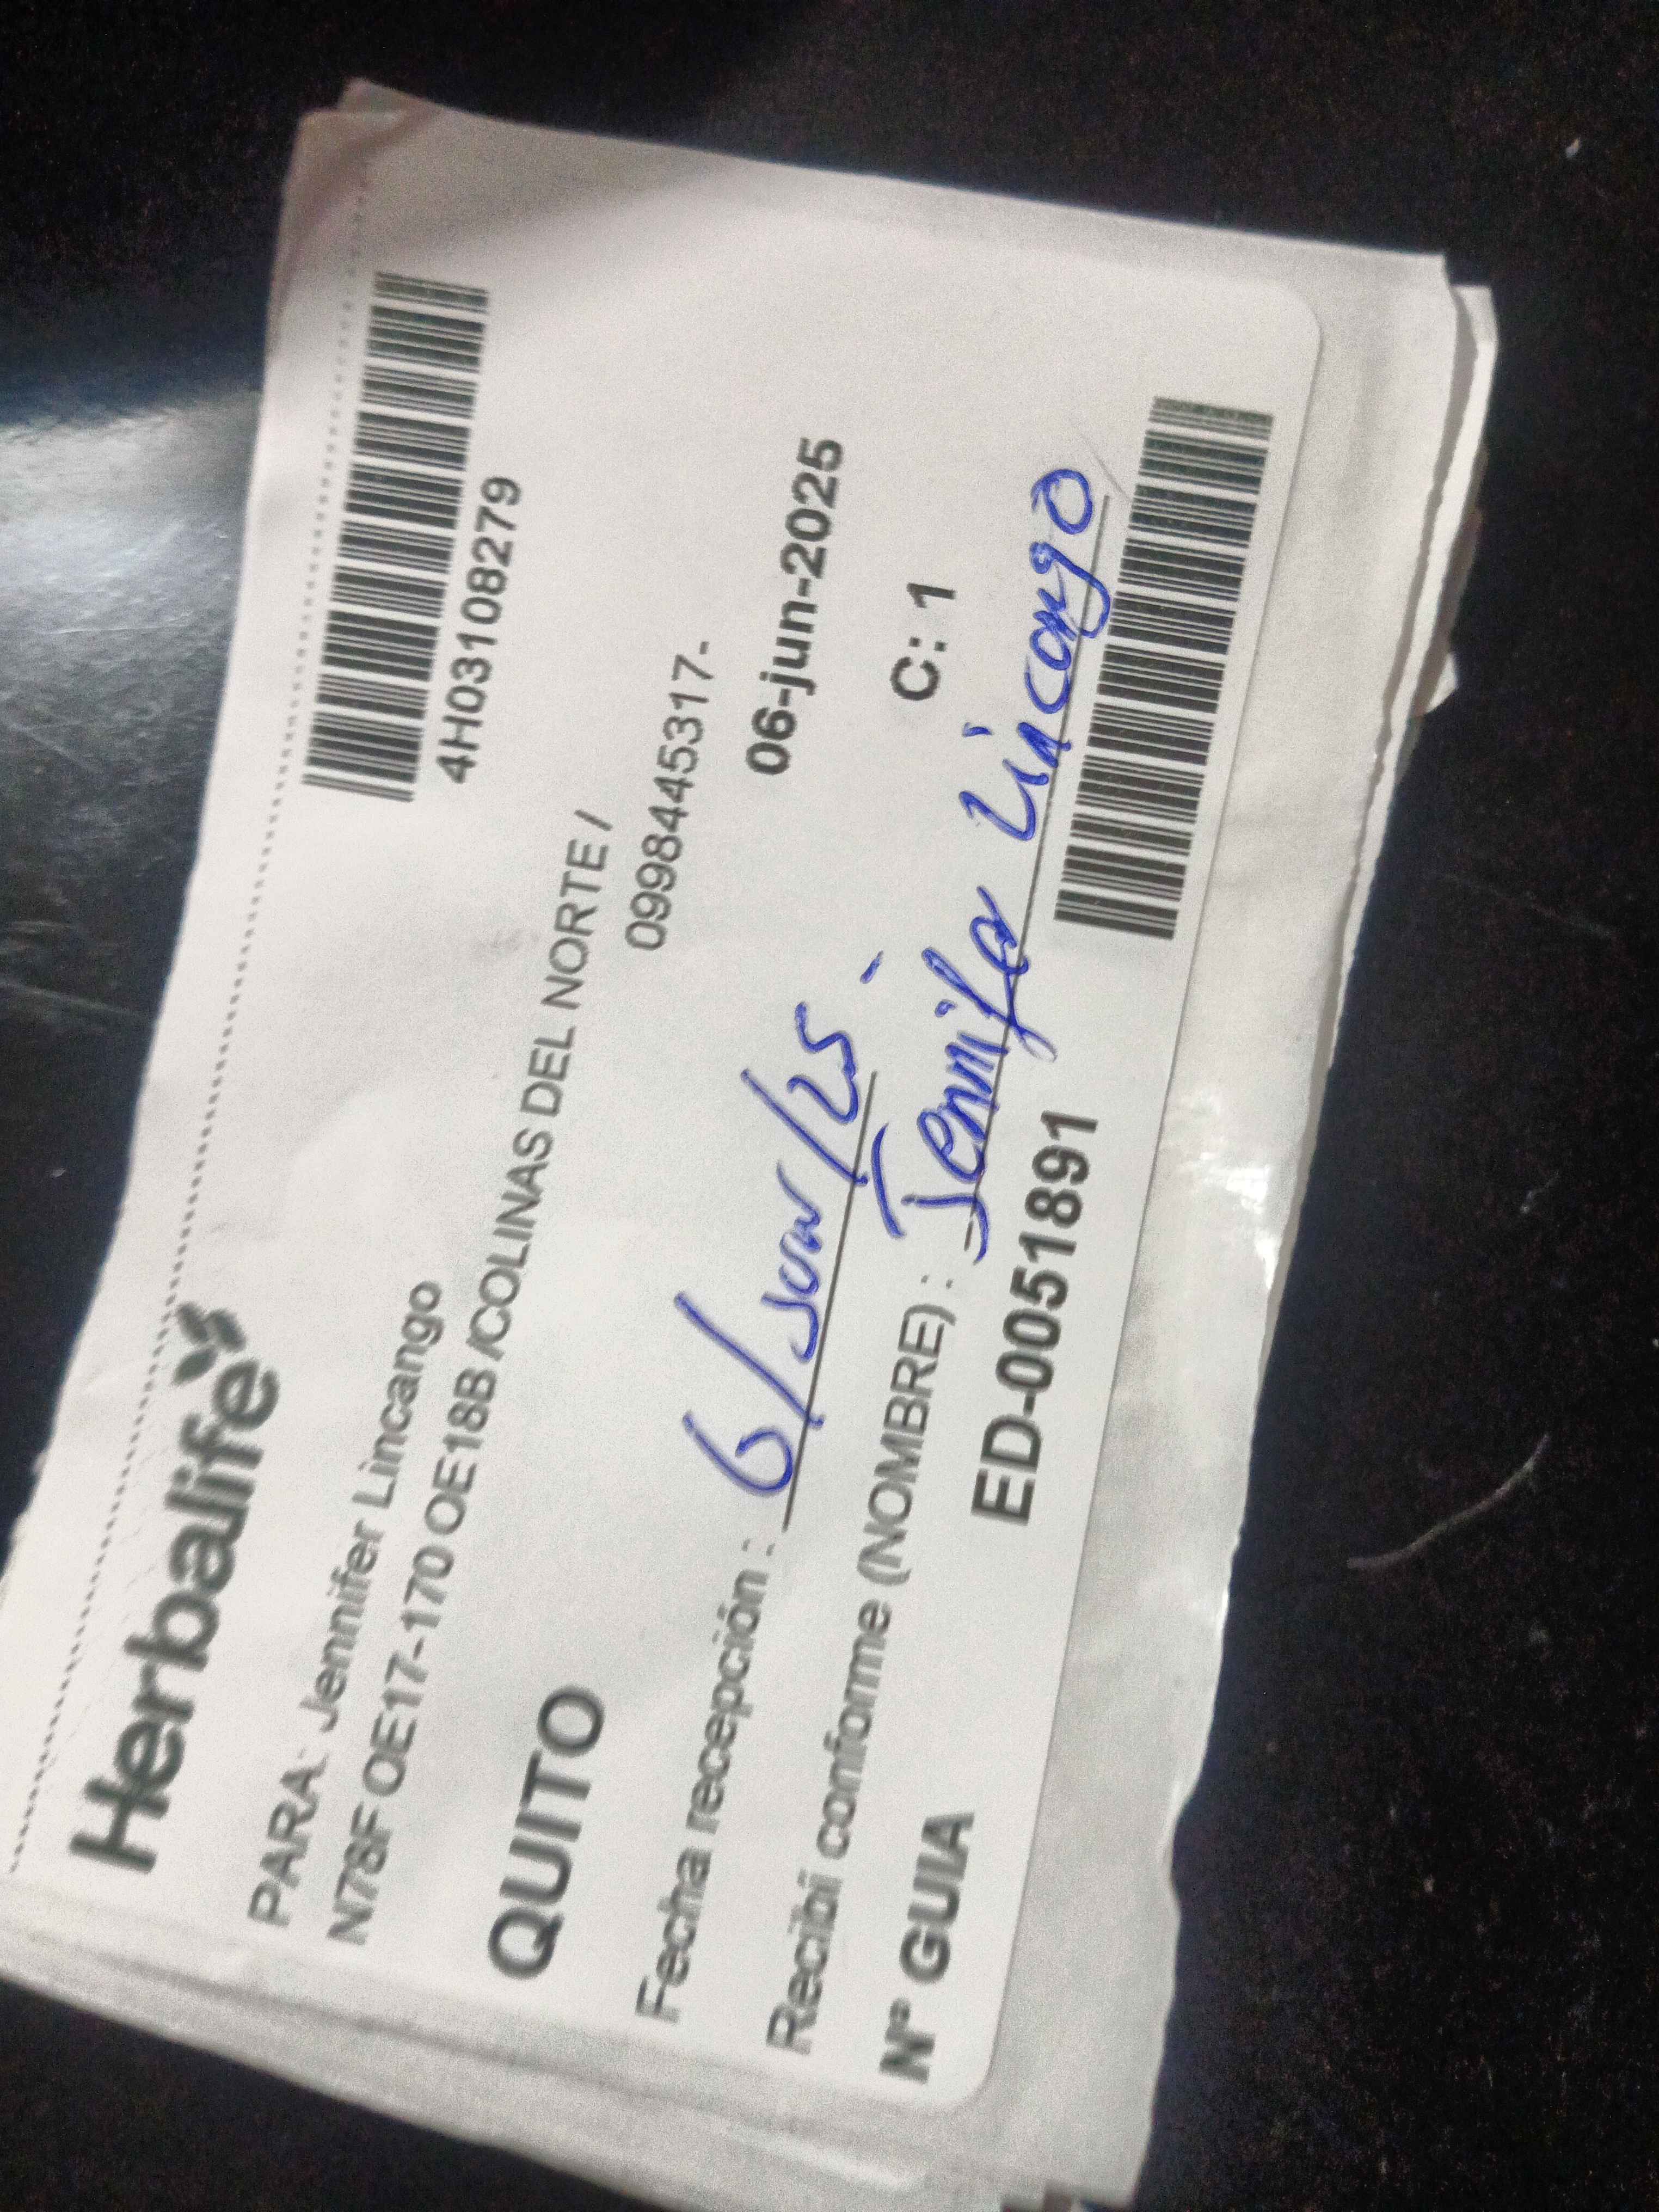 Herbalife
4H03108279
PARA: Jennifer Lincango
N78F OE17-170 OE18B /COLINAS DEL NORTE /
0998445317-
QUITO
06-jun-2025
Fecha recepción : 6/Jun/25
C: 1
Recibi conforme (NOMBRE) : Jennifer Lincango
Nº GUIA ED-0051891